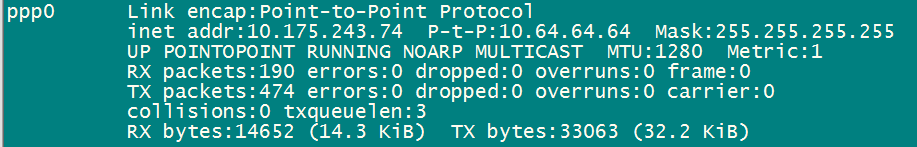 ppp0 Link encap:Point-to-Point Protocol
inet addr:10.175.243.74 P-t-P:10.64.64.64 Mask:255.255.255.255
UP POINTOPOINT RUNNING NOARP MULTICAST MTU:1280 Metric:1
RX packets:190 errors:0 dropped:0 overruns:0 frame:0
TX packets:474 errors:0 dropped:0 overruns:0 carrier:0
collisions:0 txqueuelen:3
RX bytes:14652 (14.3 KiB) TX bytes:33063 (32.2 KiB)